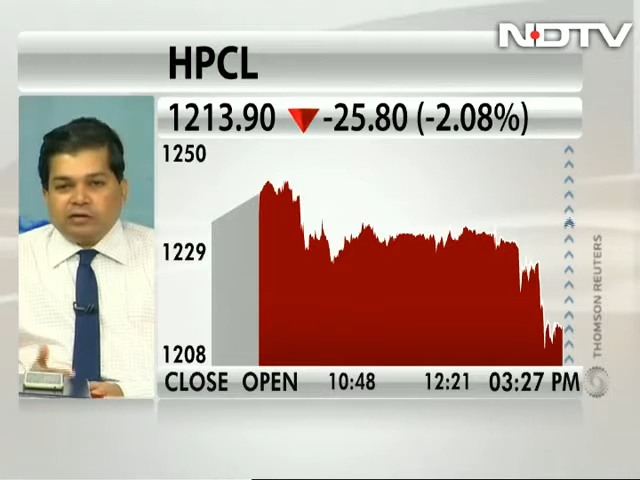 NDTV
HPCL
1213.90 -25.80 (-2.08%)
1250
1229
1208
CLOSE OPEN 10:48 12:21 03:27 PM
THOMSON REUTERS